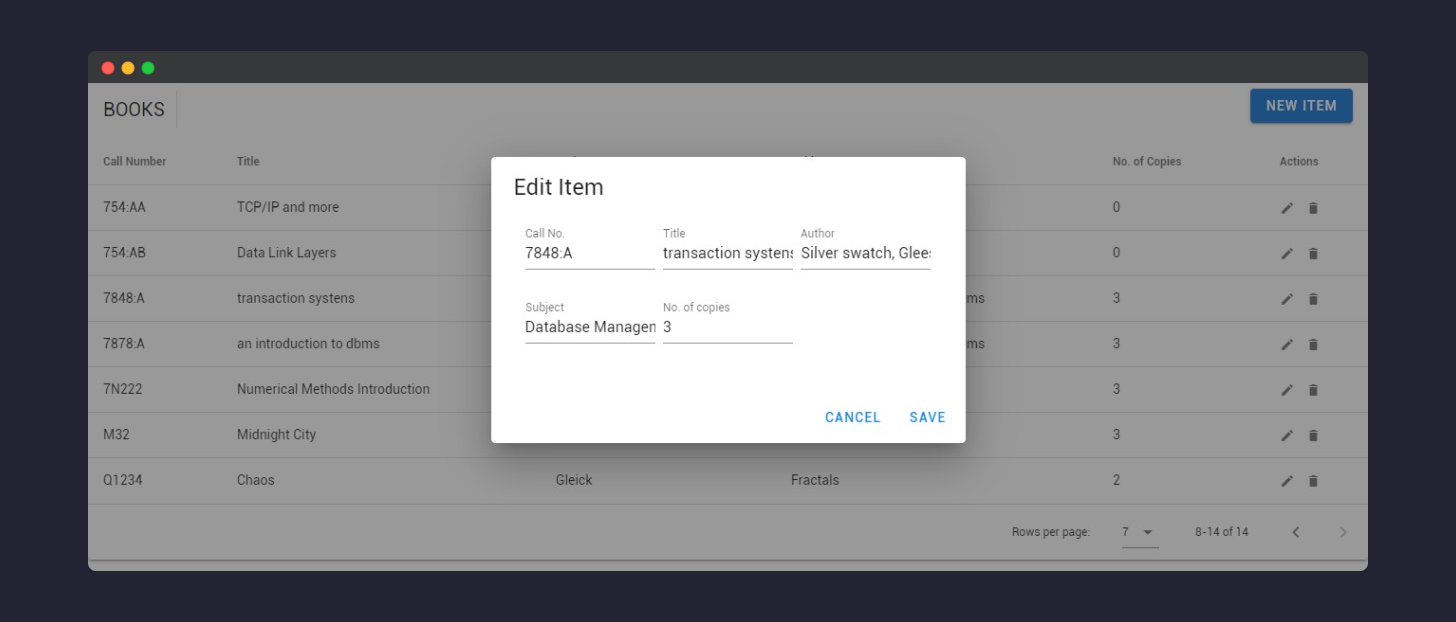 BOOKS
NEW ITEM
Call Number Title No. of Copies Actions
754:AA TCP/IP and more 0
754:AB Data Link Layers 0
7848:A transaction systens 3
7878:A an introduction to dbms 3
7N222 Numerical Methods Introduction 3
M32 Midnight City 3
Q1234 Chaos Gleick Fractals 2
Rows per page: 7 8-14 of 14
Edit Item
Call No. Title Author
7848:A transaction systens Silver swatch, Glee
Subject No. of copies
Database Managen 3
CANCEL SAVE